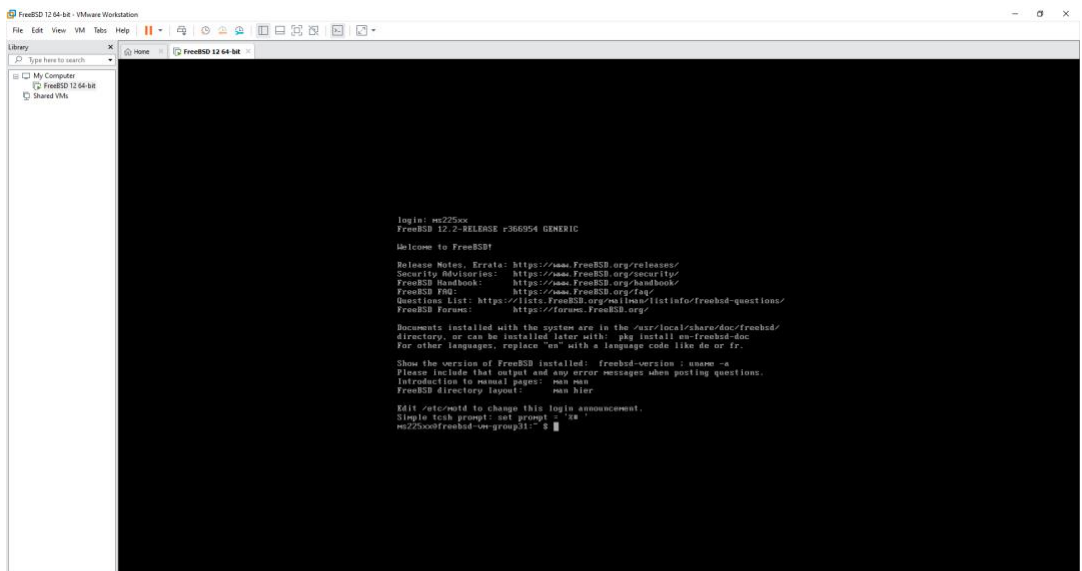 FreeBSD 12 64-bit - VMware Workstation
File Edit View VM Tabs Help
Library
Type here to search
My Computer
FreeBSD 12 64-bit
Shared VMs
Home
FreeBSD 12 64-bit
login: ms225xx
FreeBSD 12.2-RELEASE r366954 GENERIC
Welcome to FreeBSD!
Release Notes, Errata: https://www.FreeBSD.org/releases/
Security Advisories: https://www.FreeBSD.org/security/
FreeBSD Handbook: https://www.FreeBSD.org/handbook/
FreeBSD FAQ: https://www.FreeBSD.org/faq/
Questions List: https://lists.FreeBSD.org/mailman/listinfo/freebsd-questions/
FreeBSD Forums: https://forums.FreeBSD.org/
Documents installed with the system are in the /usr/local/share/doc/freebsd/
directory, or can be installed later with: pkg install en-freebsd-doc
For other languages, replace "en" with a language code like de or fr.
Show the version of FreeBSD installed: freebsd-version ; uname -a
Please include that output and any error messages when posting questions.
Introduction to manual pages: man man
FreeBSD directory layout: man hier
Edit /etc/motd to change this login announcement.
Simple tcsh prompt: set prompt = '%# '
ms225xx@freebsd-vm-group31:~ $